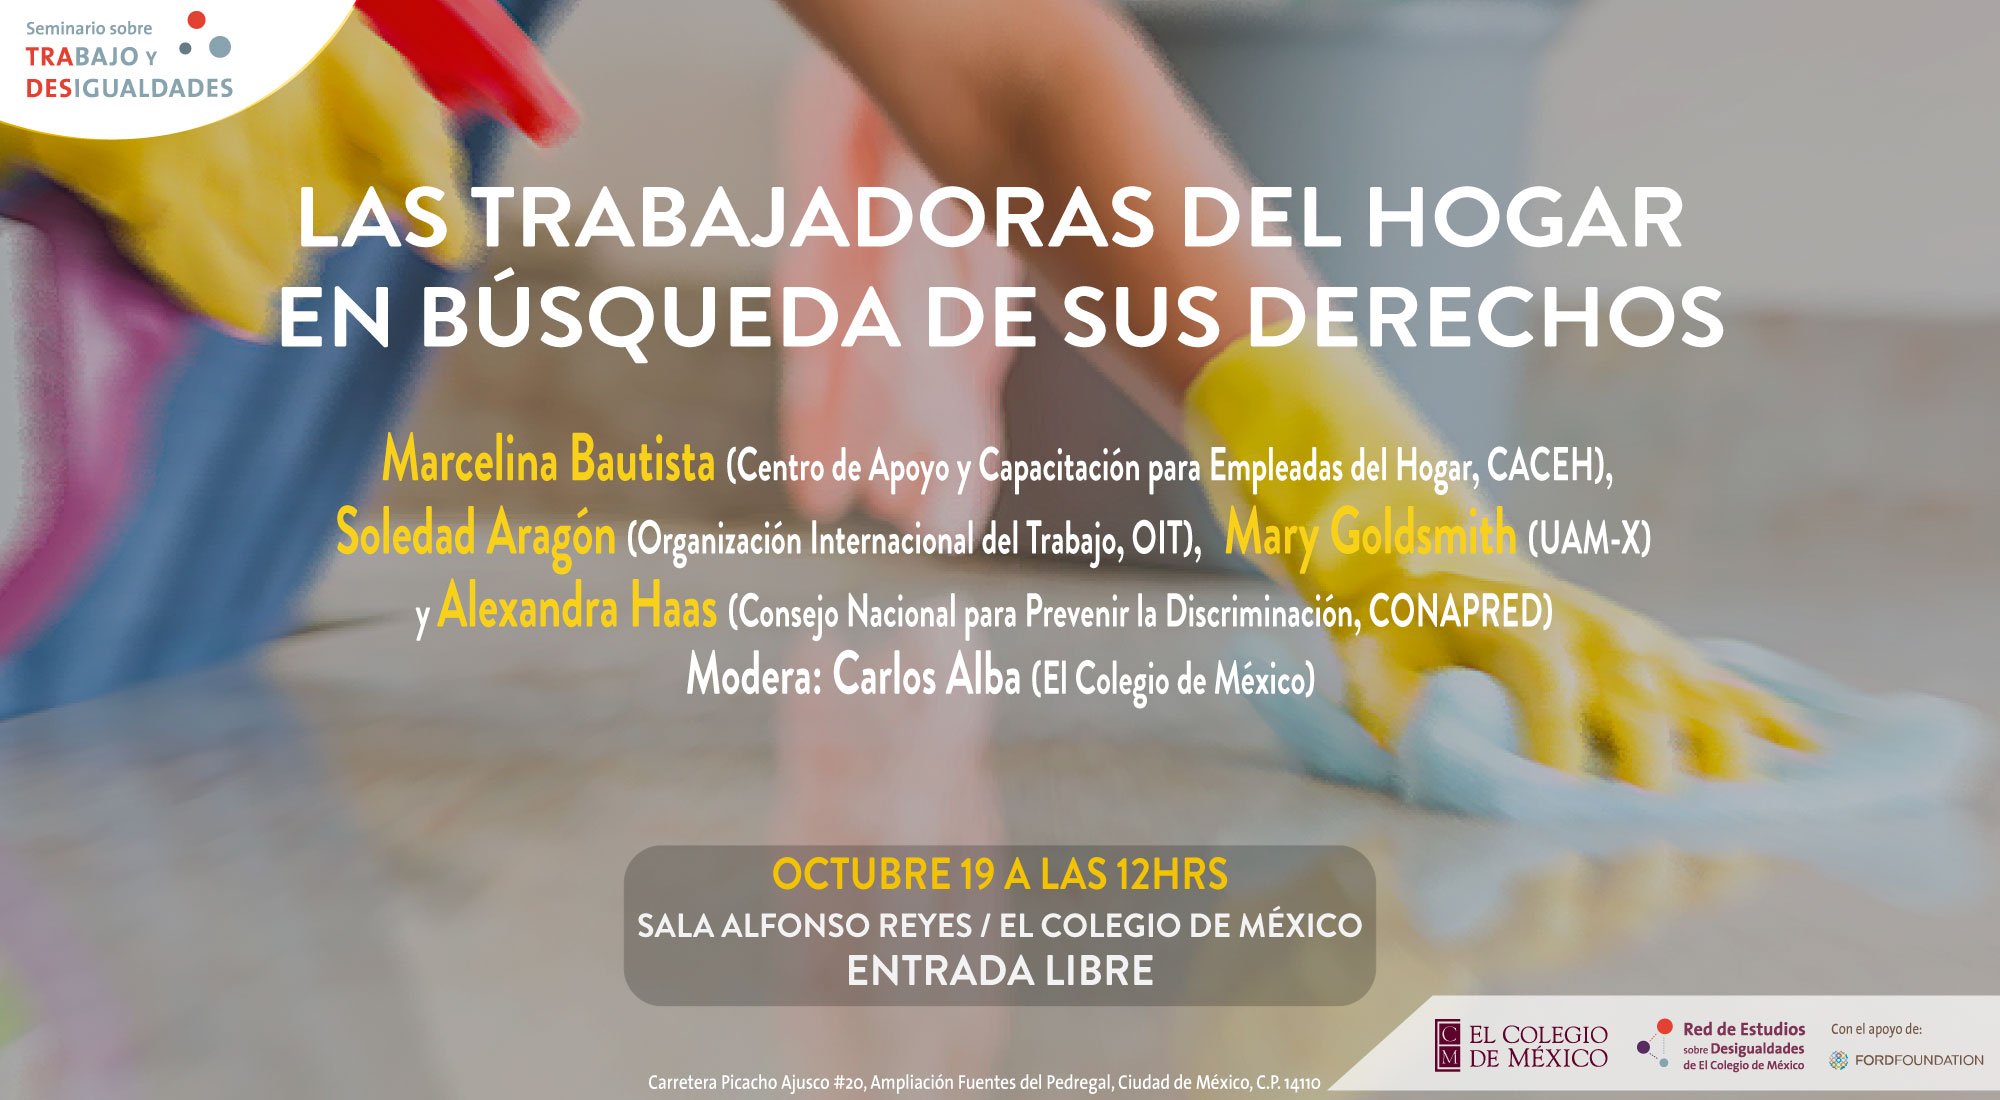 Seminario sobre
TRABAJO Y
DESIGUALDADES
LAS TRABAJADORAS DEL HOGAR
EN BÚSQUEDA DE SUS DERECHOS
Marcelina Bautista (Centro de Apoyo y Capacitación para Empleadas del Hogar, CACEH),
Soledad Aragón (Organización Internacional del Trabajo, OIT), Mary Goldsmith (UAM-X)
y Alexandra Haas (Consejo Nacional para Prevenir la Discriminación, CONAPRED)
Modera: Carlos Alba (El Colegio de México)
OCTUBRE 19 A LAS 12HRS
SALA ALFONSO REYES / EL COLEGIO DE MÉXICO
ENTRADA LIBRE
C
M
EL COLEGIO
DE MÉXICO
Red de Estudios
sobre Desigualdades
de El Colegio de México
Con el apoyo de:
FORDFOUNDATION
Carretera Picacho Ajusco #20, Ampliación Fuentes del Pedregal, Ciudad de México, C.P. 14110